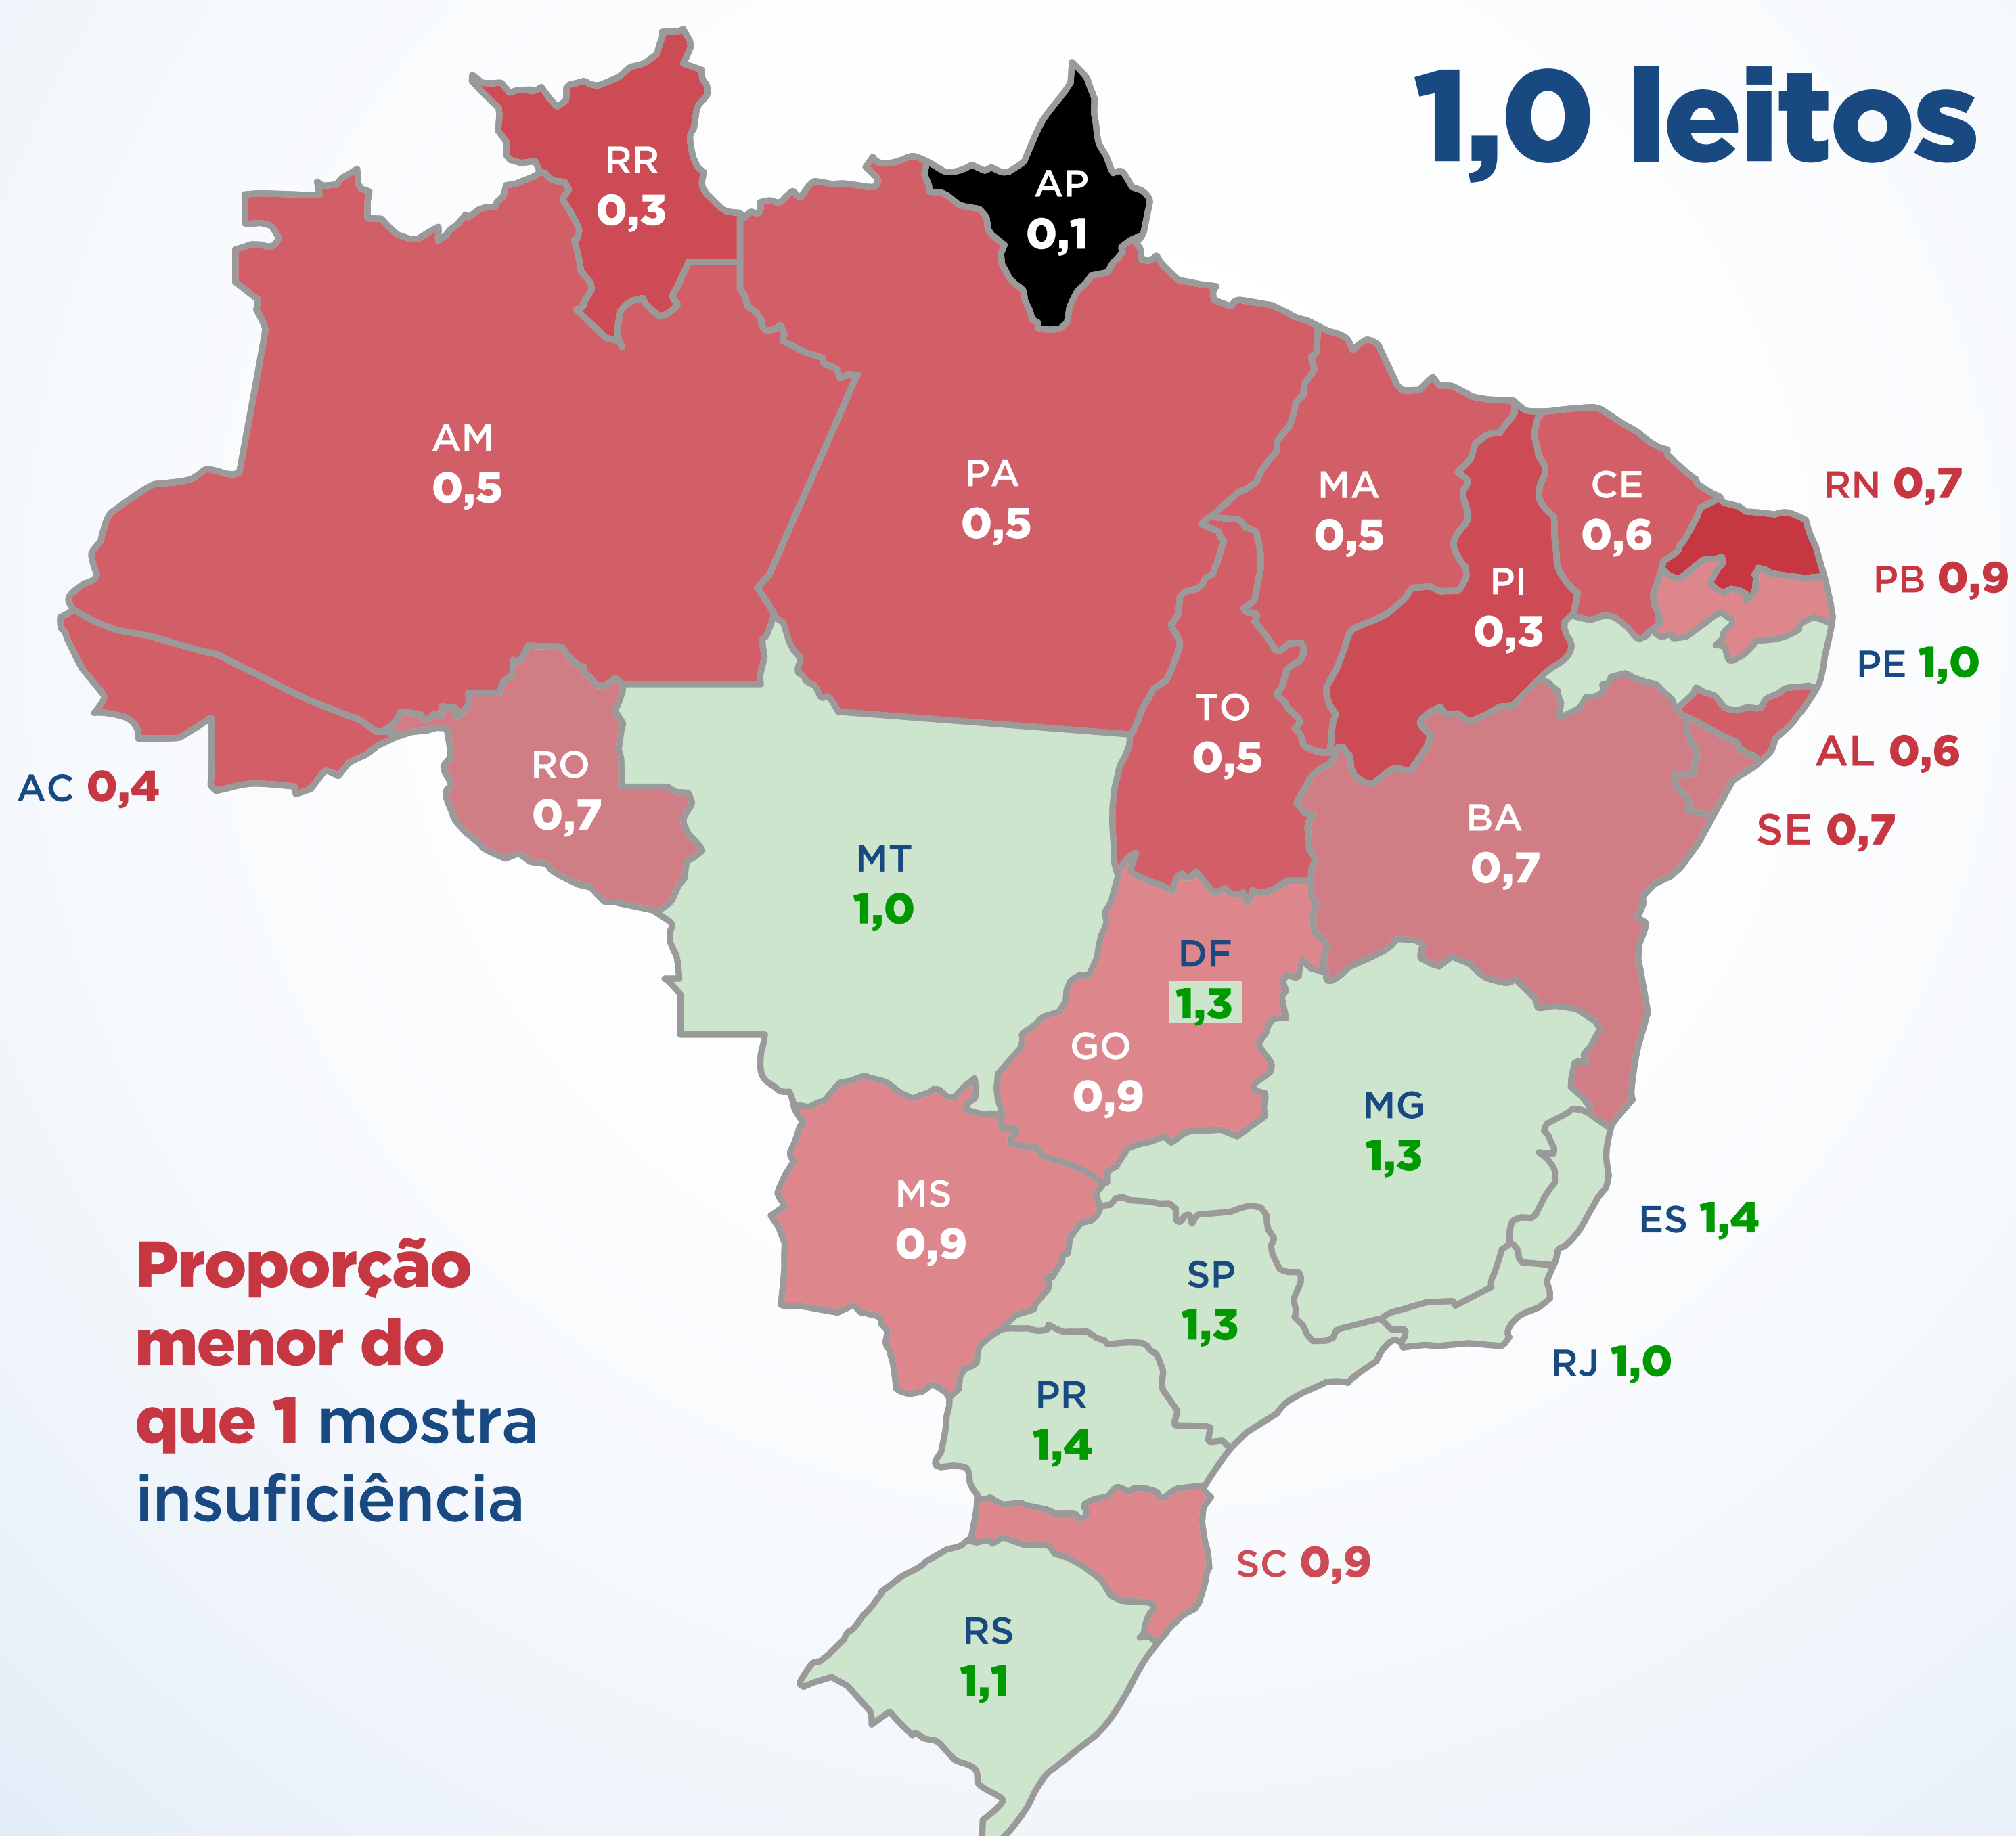 1,0 leitos
RR
0,3
AP
0,1
AM
0,5
PA
0,5
MA
0,5
CE
0,6
RN 0,7
PI
0,3
PB 0,9
PE 1,0
TO
0,5
AL 0,6
RO
0,7
AC 0,4
BA
0,7
SE 0,7
MT
1,0
DF
1,3
GO
0,9
MG
1,3
MS
0,9
ES 1,4
SP
1,3
RJ 1,0
PR
1,4
SC 0,9
RS
1,1
Proporção
menor do
que 1 mostra
insuficiência